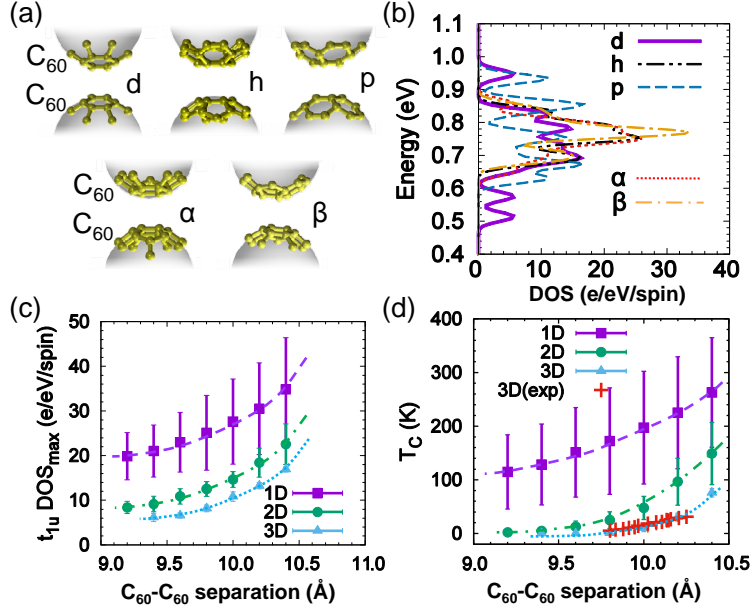 (a)
C60
C60
d
h
p
C60
C60
α
β
(b)
1.1
1.0
0.9
0.8
0.7
0.6
0.5
0.4
Energy (eV)
d
h
p
α
β
0
10
20
30
40
DOS (e/eV/spin)
(c)
50
40
30
20
10
0
t1u DOSmax (e/eV/spin)
1D
2D
3D
9.0
9.5
10.0
10.5
11.0
C60-C60 separation (Å)
(d)
400
300
200
100
0
TC (K)
1D
2D
3D
3D(exp)
9.0
9.5
10.0
10.5
C60-C60 separation (Å)